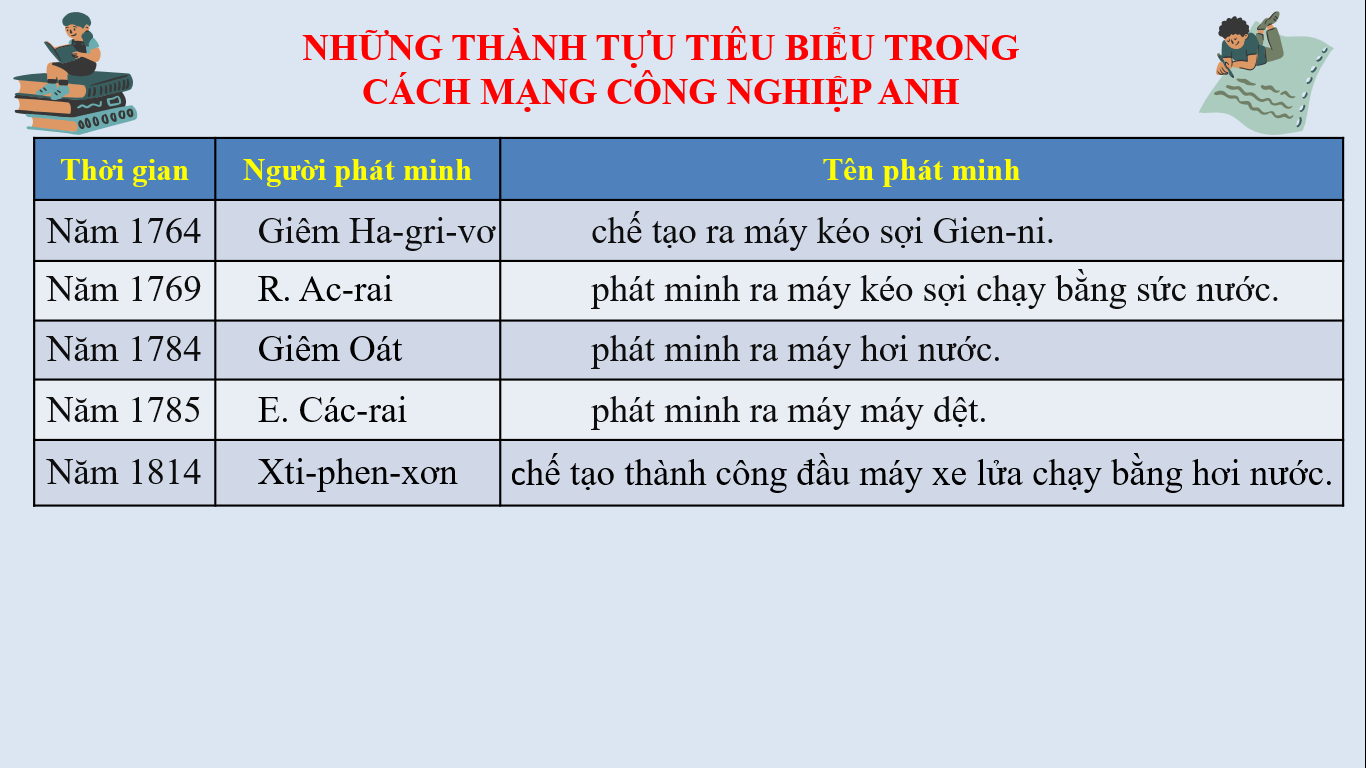 NHỮNG THÀNH TỰU TIÊU BIỂU TRONG
CÁCH MẠNG CÔNG NGHIỆP ANH
Thời gian Người phát minh Tên phát minh
Năm 1764 Giêm Ha-gri-vơ chế tạo ra máy kéo sợi Gien-ni.
Năm 1769 R. Ac-rai phát minh ra máy kéo sợi chạy bằng sức nước.
Năm 1784 Giêm Oát phát minh ra máy hơi nước.
Năm 1785 E. Các-rai phát minh ra máy máy dệt.
Năm 1814 Xti-phen-xơn chế tạo thành công đầu máy xe lửa chạy bằng hơi nước.